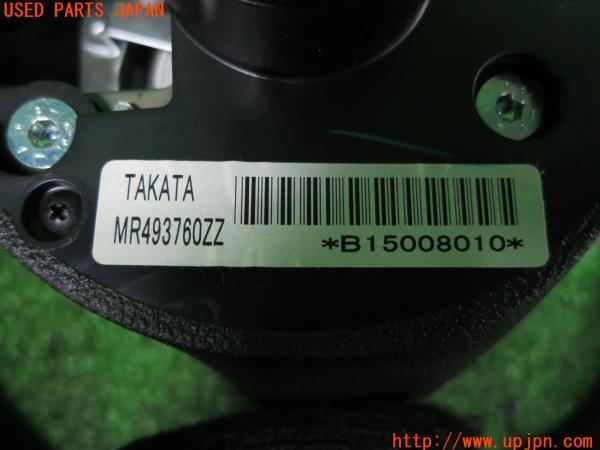 USED PARTS JAPAN
TAKATA
MR493760ZZ
*B15008010*
http://www.upjpn.com/